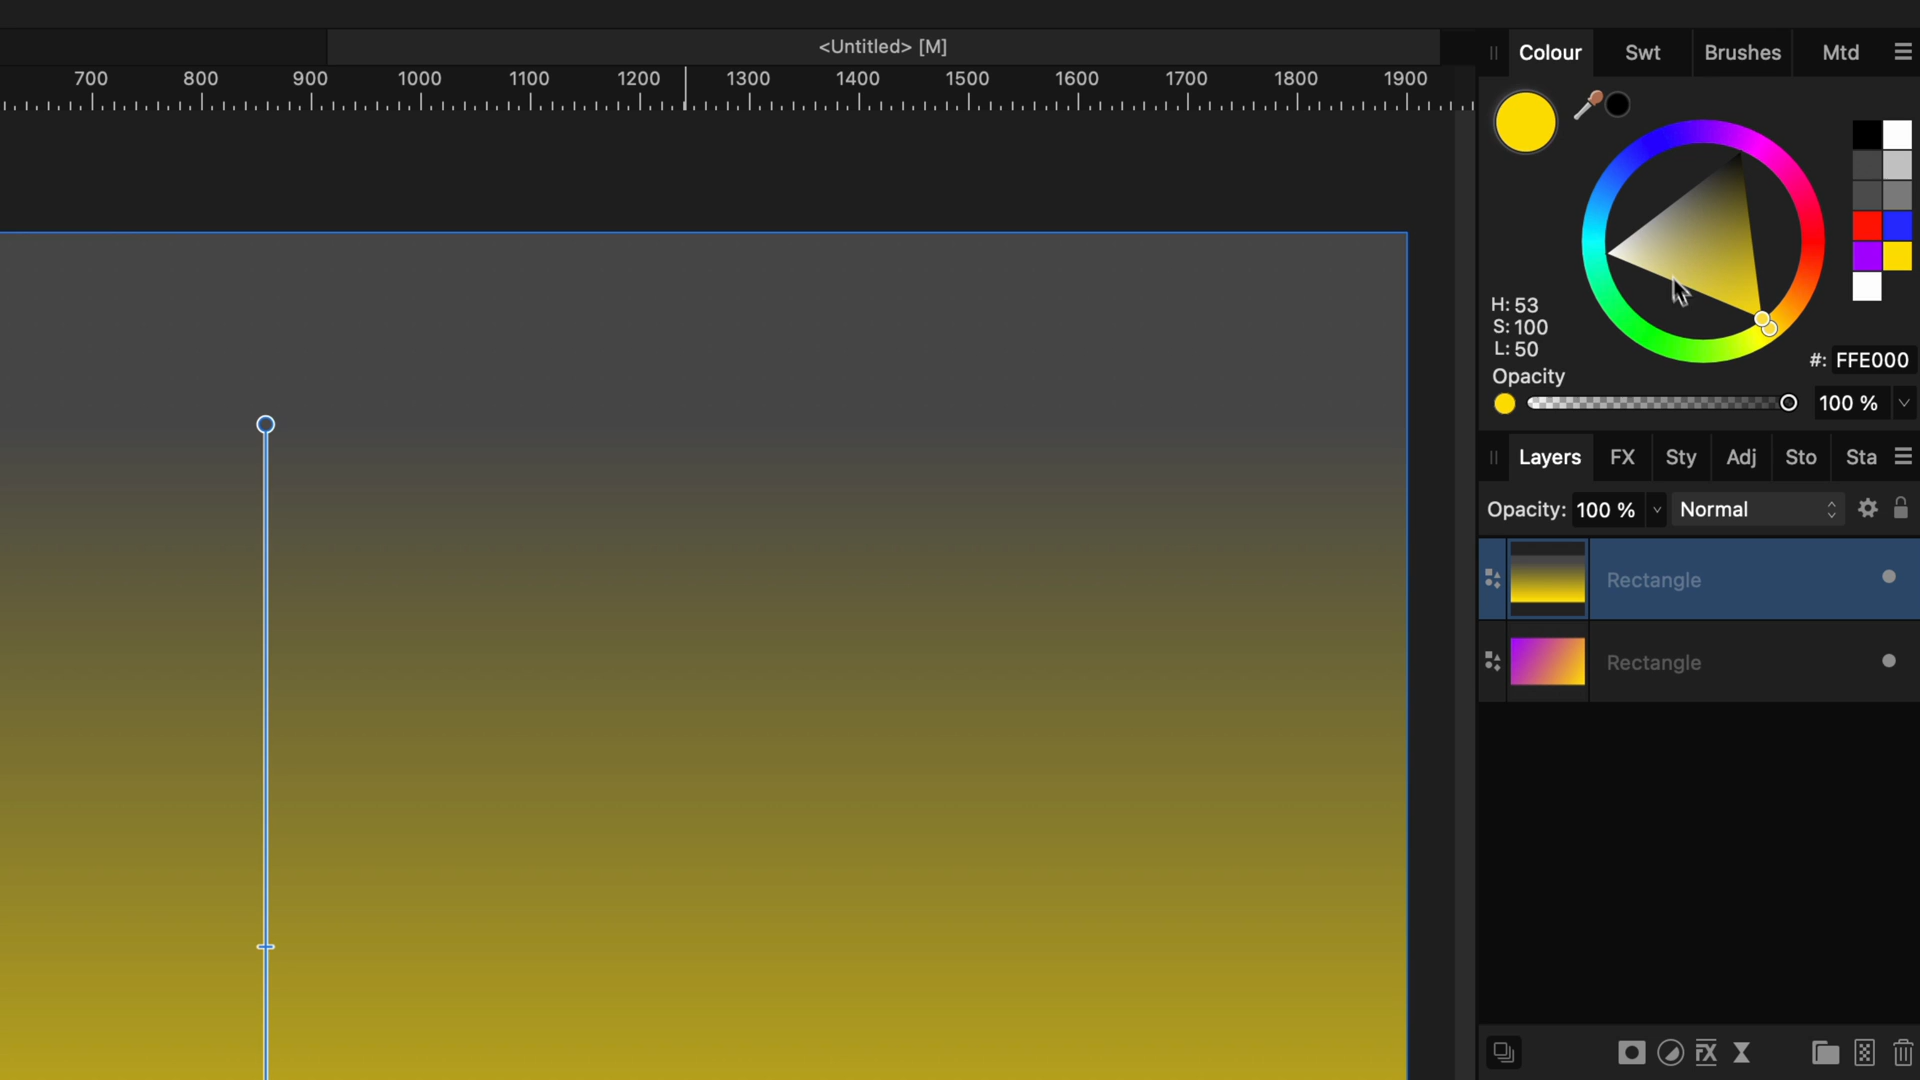 <Untitled> [M]
700 800 900 1000 1100 1200 1300 1400 1500 1600 1700 1800 1900
Colour Swt Brushes Mtd
H: 53
S: 100
L: 50
#: FFE000
Opacity
100 %
Layers FX Sty Adj Sto Sta
Opacity: 100 % Normal
Rectangle
Rectangle